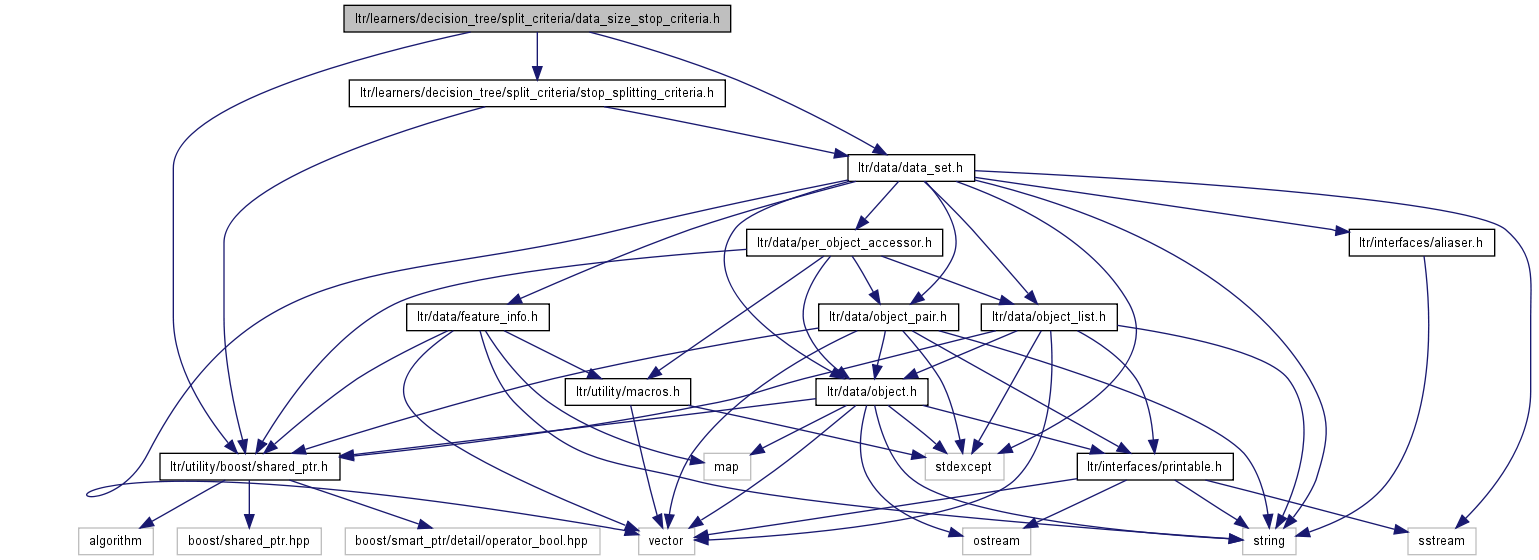 ltr/learners/decision_tree/split_criteria/data_size_stop_criteria.h
ltr/learners/decision_tree/split_criteria/stop_splitting_criteria.h
ltr/data/data_set.h
ltr/data/per_object_accessor.h
ltr/interfaces/aliaser.h
ltr/data/feature_info.h
ltr/data/object_pair.h
ltr/data/object_list.h
ltr/utility/macros.h
ltr/data/object.h
ltr/utility/boost/shared_ptr.h
map
stdexcept
ltr/interfaces/printable.h
algorithm
boost/shared_ptr.hpp
boost/smart_ptr/detail/operator_bool.hpp
vector
ostream
string
sstream